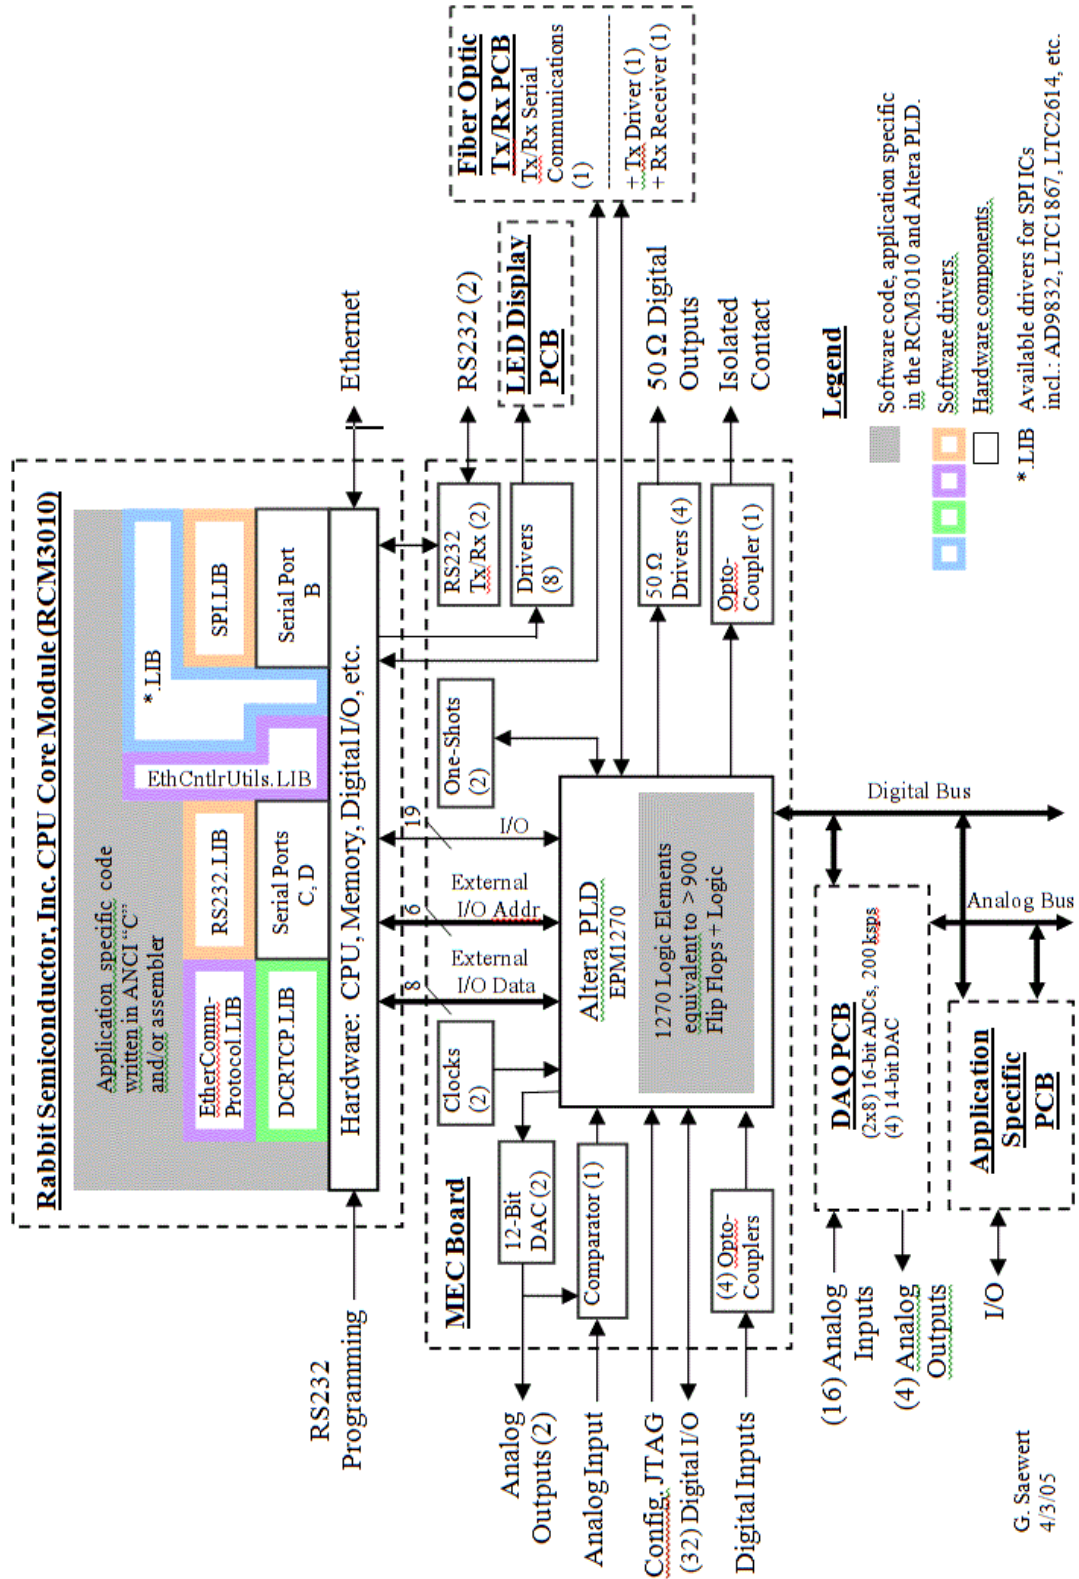 Rabbit Semiconductor, Inc. CPU Core Module (RCM3010)
Application specific code
written in ANCI "C"
and/or assembler
*.LIB
EtherComm-
Protocol.LIB
RS232.LIB
EthCntlrUtils.LIB
SPI.LIB
DCRTCP.LIB
Serial Ports
C, D
Serial Port
B
Hardware: CPU, Memory, Digital I/O, etc.
RS232
Programming
Ethernet
8
External
I/O Data
6
External
I/O Addr
19
I/O
MEC Board
Clocks
(2)
One-Shots
(2)
RS232
Tx/Rx (2)
RS232 (2)
Drivers
(8)
LED Display
PCB
Fiber Optic
Tx/Rx PCB
Tx/Rx Serial
Communications
(1)
+ Tx Driver (1)
+ Rx Receiver (1)
12-Bit
DAC (2)
Analog
Outputs (2)
Comparator (1)
Analog Input
Altera PLD
EPM1270
1270 Logic Elements
equivalent to > 900
Flip Flops + Logic
50 Ω
Drivers (4)
50 Ω Digital
Outputs
Opto-
Coupler (1)
Isolated
Contact
Config. JTAG
(32) Digital I/O
(4) Opto-
Couplers
Digital Inputs
Digital Bus
Analog Bus
DAQ PCB
(2x8) 16-bit ADCs, 200 ksps
(4) 14-bit DAC
(16) Analog
Inputs
(4) Analog
Outputs
Application
Specific
PCB
I/O
Legend
Software code, application specific
in the RCM3010 and Altera PLD.
Software drivers.
Hardware components.
*.LIB Available drivers for SPI ICs
incl.: AD9832, LTC1867, LTC2614, etc.
G. Saewert
4/3/05